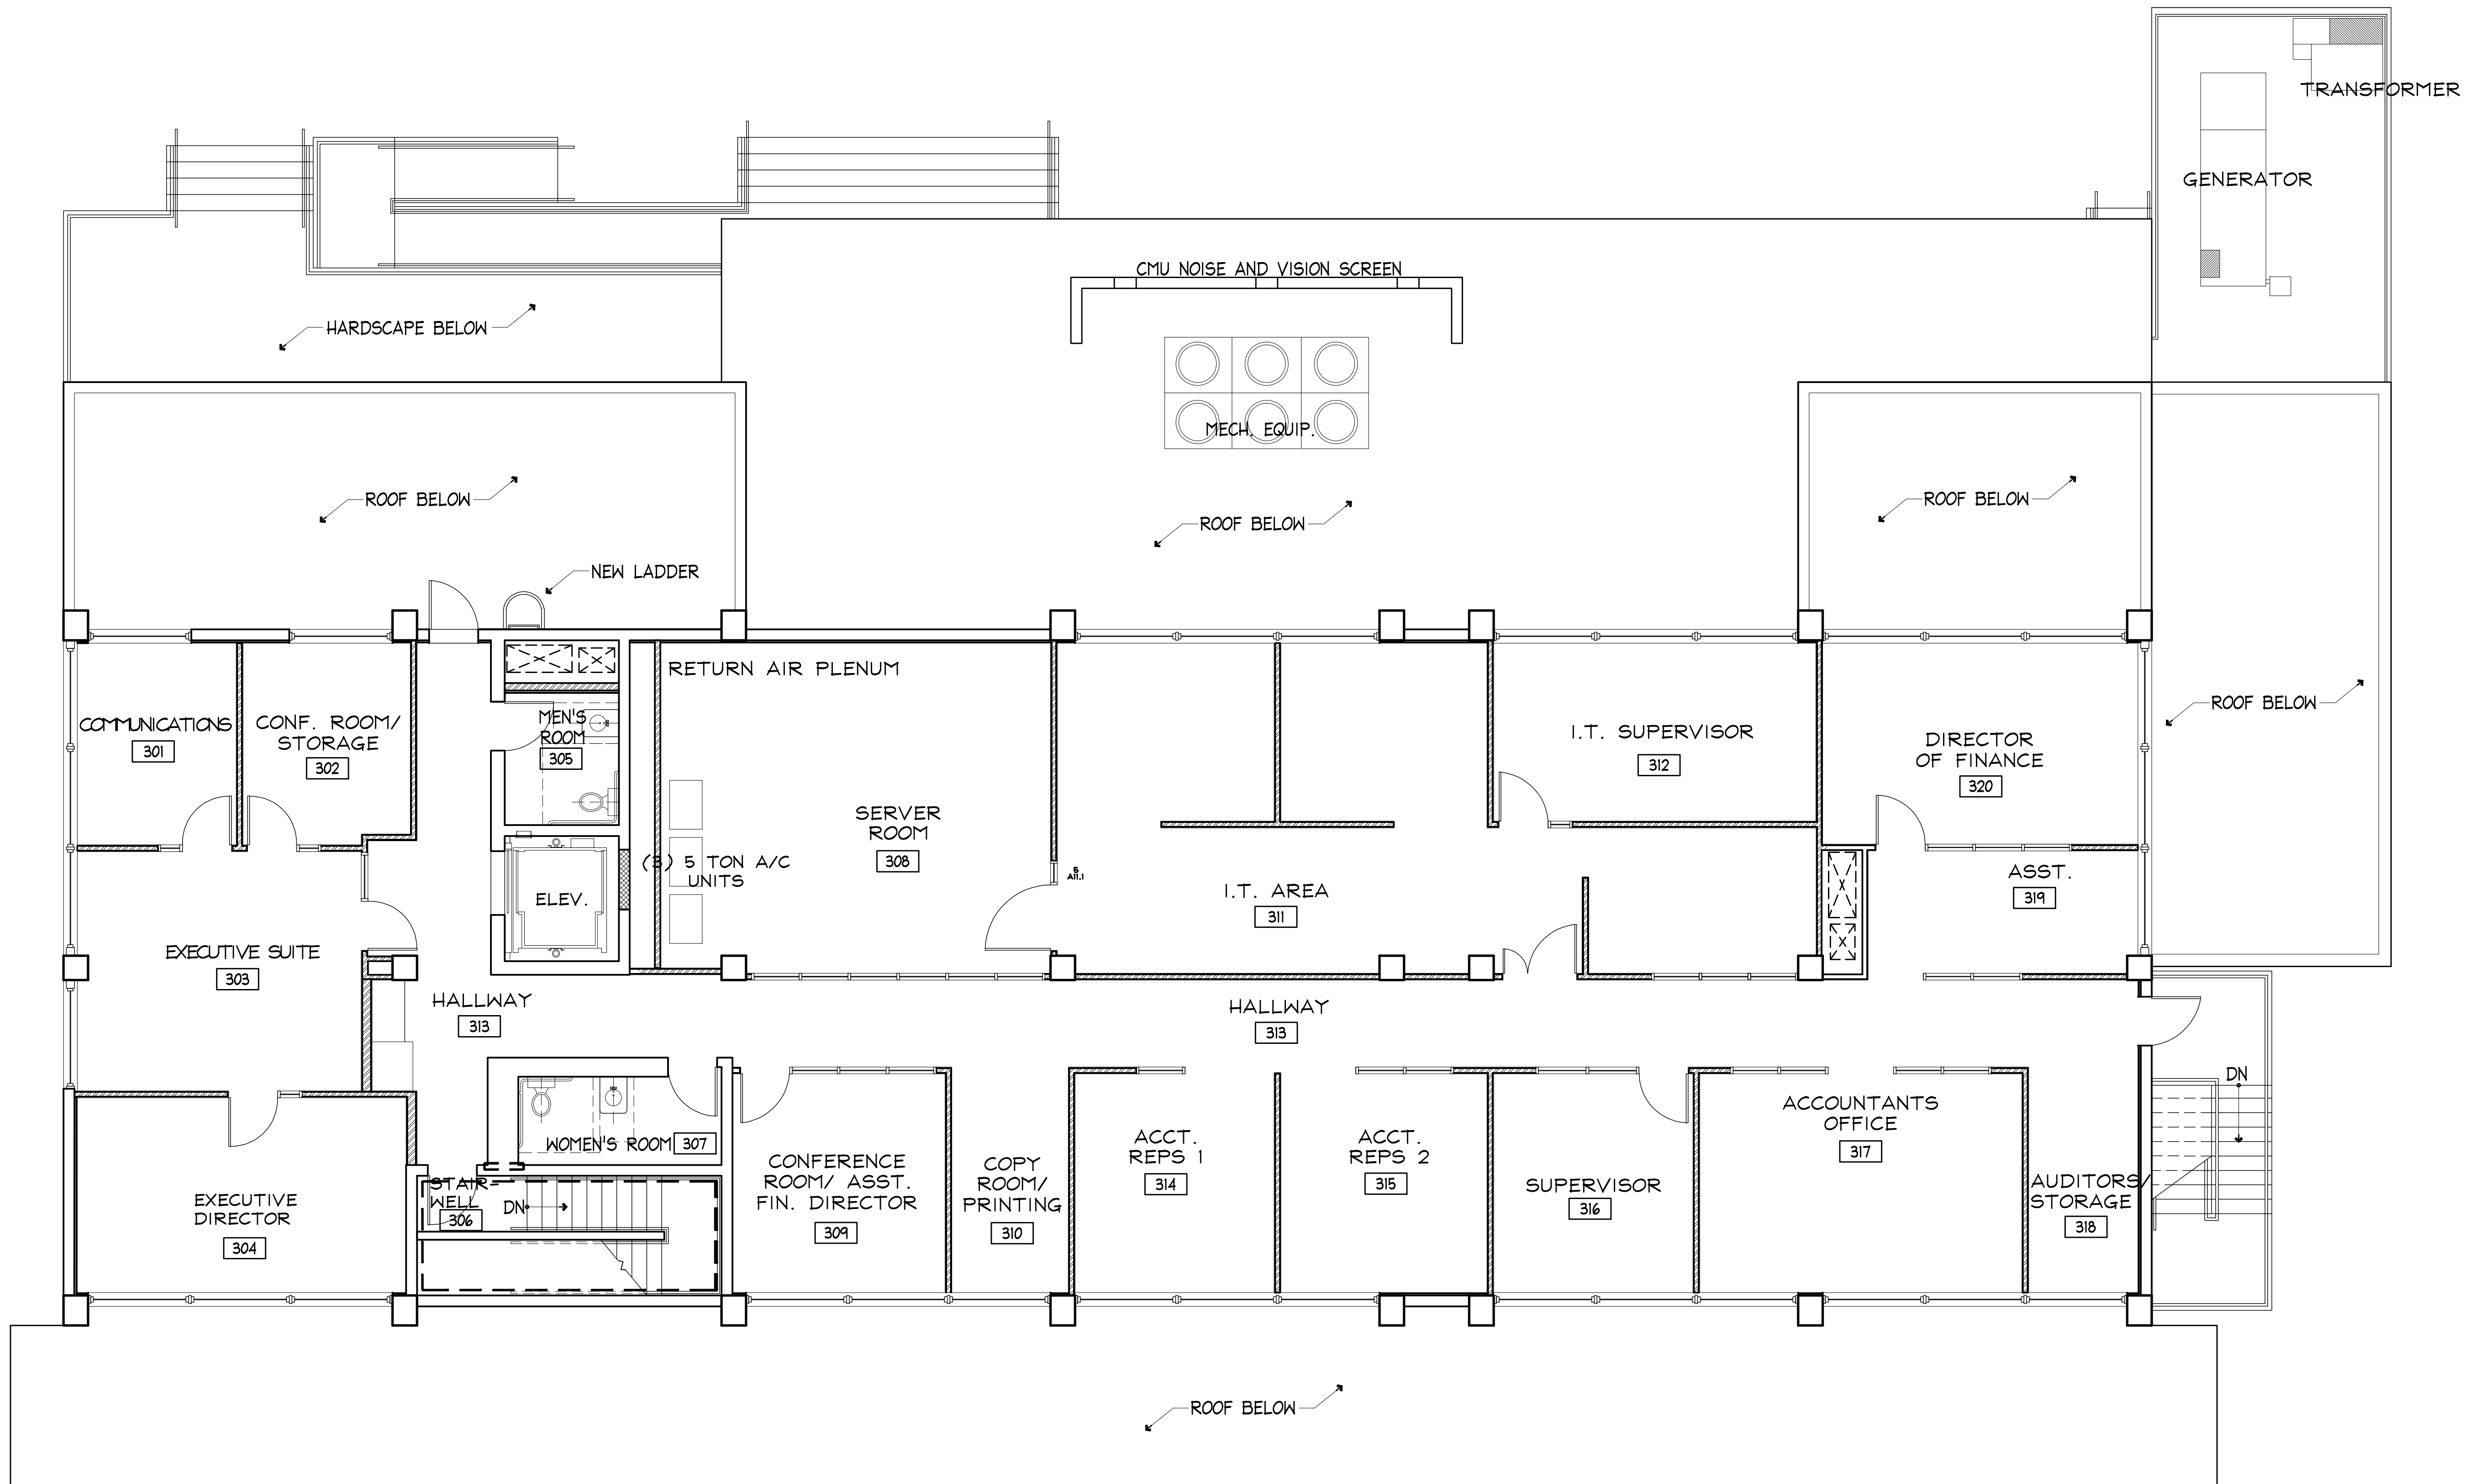 TRANSFORMER
GENERATOR
CMU NOISE AND VISION SCREEN
HARDSCAPE BELOW
MECH. EQUIP.
ROOF BELOW
ROOF BELOW
ROOF BELOW
NEW LADDER
RETURN AIR PLENUM
ROOF BELOW
COMMUNICATIONS
301
CONF. ROOM/
STORAGE
302
MEN'S
ROOM
305
I.T. SUPERVISOR
312
DIRECTOR
OF FINANCE
320
SERVER
ROOM
308
(3) 5 TON A/C
UNITS
5
A11.1
ELEV.
I.T. AREA
311
ASST.
319
EXECUTIVE SUITE
303
HALLWAY
313
HALLWAY
313
DN
WOMEN'S ROOM
307
CONFERENCE
ROOM/ ASST.
FIN. DIRECTOR
309
COPY
ROOM/
PRINTING
310
ACCT.
REPS 1
314
ACCT.
REPS 2
315
SUPERVISOR
316
ACCOUNTANTS
OFFICE
317
AUDITORS/
STORAGE
318
EXECUTIVE
DIRECTOR
304
STAIR-
WELL
306
DN
ROOF BELOW